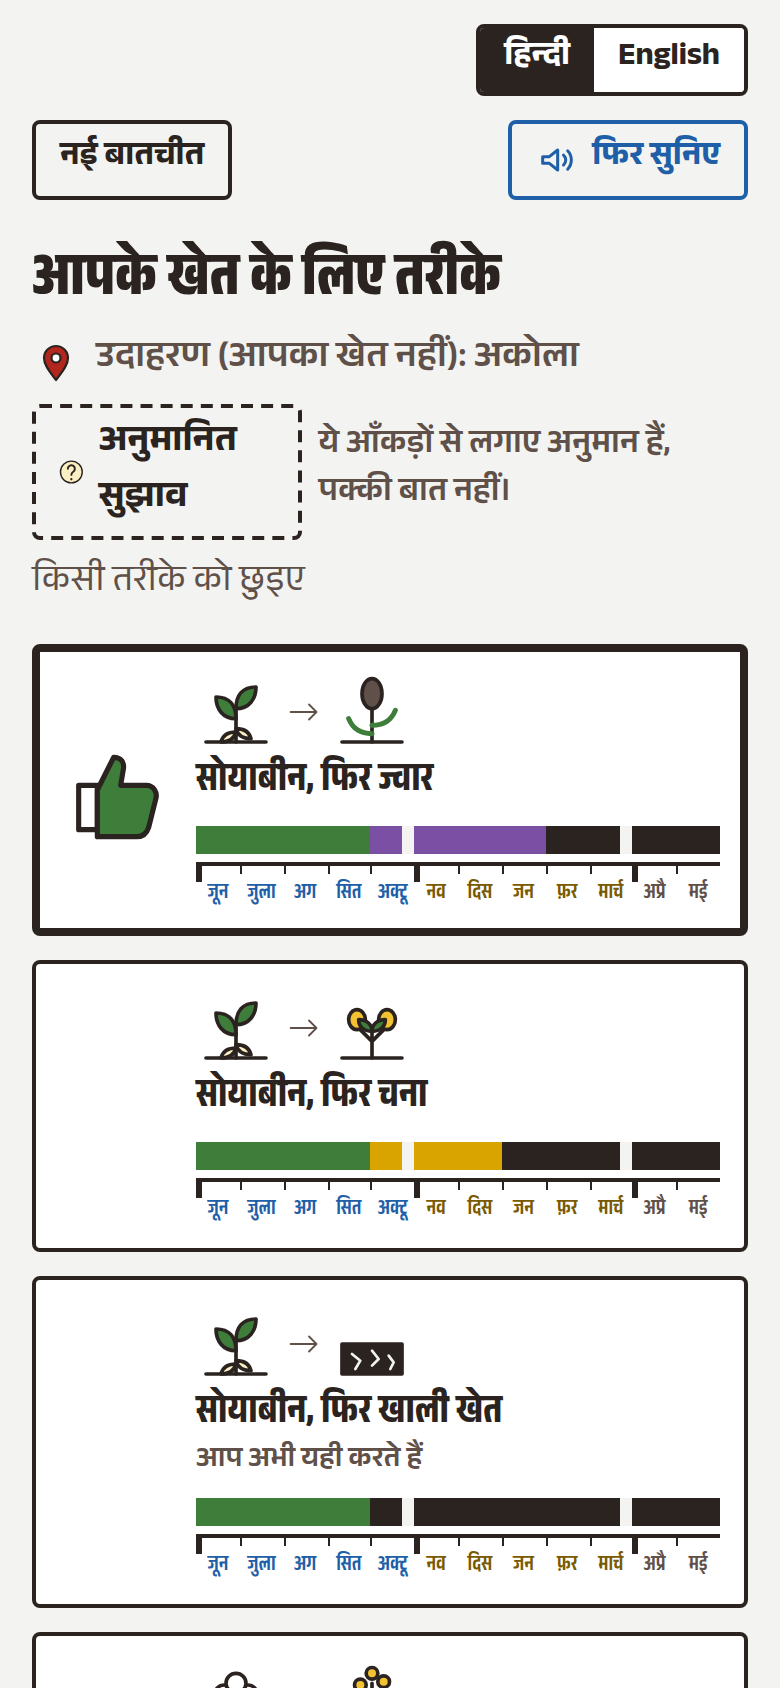 हिन्दी English
नई बातचीत फिर सुनिए
आपके खेत के लिए तरीके
उदाहरण (आपका खेत नहीं): अकोला
अनुमानित
सुझाव
ये आँकड़ों से लगाए अनुमान हैं,
पक्की बात नहीं।
किसी तरीके को छुइए
सोयाबीन, फिर ज्वार
जून जुला अग सित अक्टू नव दिस जन फ़र मार्च अप्रै मई
सोयाबीन, फिर चना
जून जुला अग सित अक्टू नव दिस जन फ़र मार्च अप्रै मई
सोयाबीन, फिर खाली खेत
आप अभी यही करते हैं
जून जुला अग सित अक्टू नव दिस जन फ़र मार्च अप्रै मई